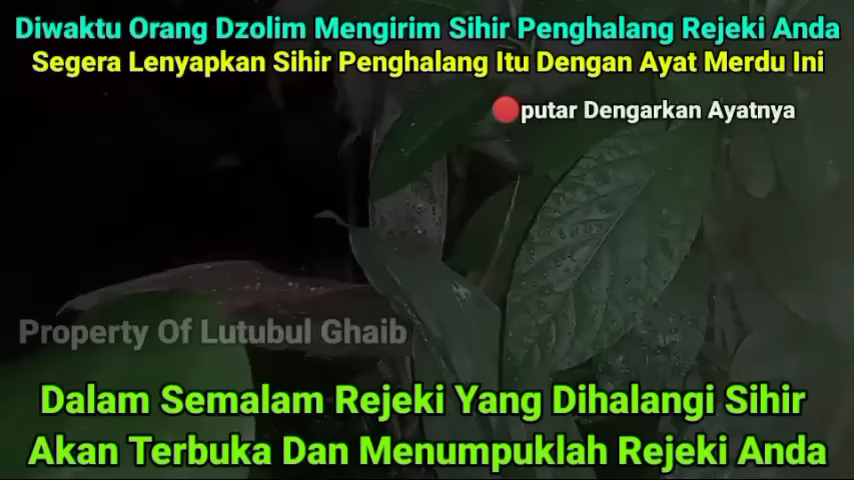 Diwaktu Orang Dzolim Mengirim Sihir Penghalang Rejeki Anda
Segera Lenyapkan Sihir Penghalang Itu Dengan Ayat Merdu Ini
🔴putar Dengarkan Ayatnya
Property Of Lutubul Ghaib
Dalam Semalam Rejeki Yang Dihalangi Sihir
Akan Terbuka Dan Menumpuklah Rejeki Anda